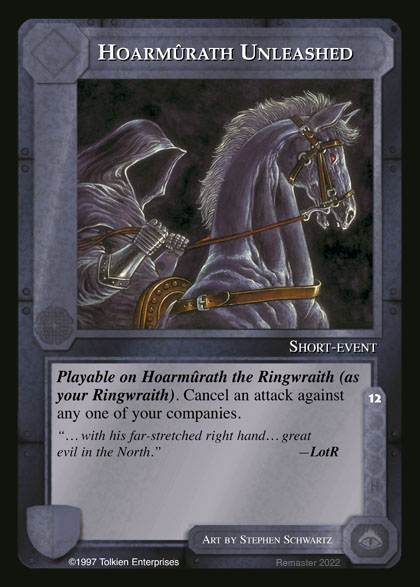 Hoarmûrath Unleashed
Short-event
Playable on Hoarmûrath the Ringwraith (as
your Ringwraith). Cancel an attack against
any one of your companies.
“… with his far-stretched right hand… great
evil in the North.” —LotR
12
H
Art by Stephen Schwartz
©1997 Tolkien Enterprises
Remaster 2022